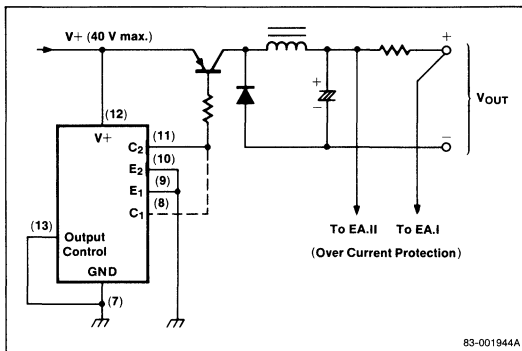 V+ (40 V max.)
+
(12)
VOUT
V+
C2
(11)
(10)
E2
(9)
E1
(8)
C1
+
−
−
(13)
Output
Control
GND
(7)
To EA.II
To EA.I
(Over Current Protection)
83-001944A